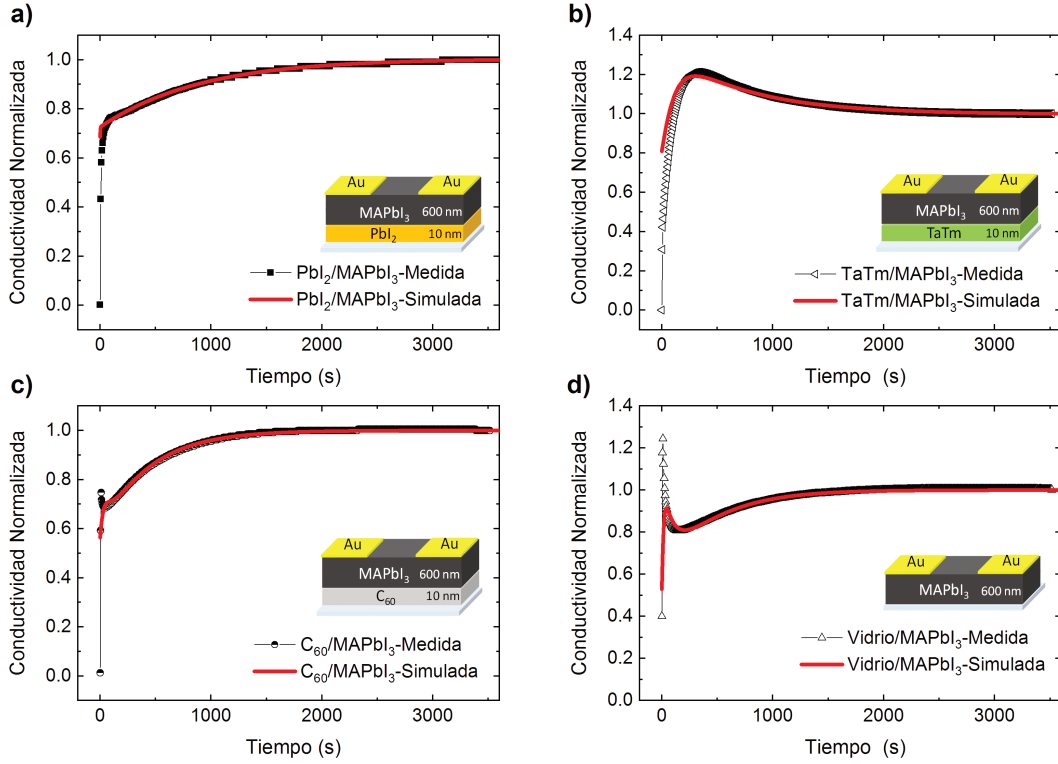 a)
Conductividad Normalizada
1.0
0.8
0.6
0.4
0.2
0.0
Au Au
MAPbI₃ 600 nm
PbI₂ 10 nm
PbI₂/MAPbI₃-Medida
PbI₂/MAPbI₃-Simulada
0 1000 2000 3000
Tiempo (s)
b)
Conductividad Normalizada
1.4
1.2
1.0
0.8
0.6
0.4
0.2
0.0
Au Au
MAPbI₃ 600 nm
TaTm 10 nm
TaTm/MAPbI₃-Medida
TaTm/MAPbI₃-Simulada
0 1000 2000 3000
Tiempo (s)
c)
Conductividad Normalizada
1.0
0.8
0.6
0.4
0.2
0.0
Au Au
MAPbI₃ 600 nm
C₆₀ 10 nm
C₆₀/MAPbI₃-Medida
C₆₀/MAPbI₃-Simulada
0 1000 2000 3000
Tiempo (s)
d)
Conductividad Normalizada
1.4
1.2
1.0
0.8
0.6
0.4
0.2
0.0
Au Au
MAPbI₃ 600 nm
Vidrio/MAPbI₃-Medida
Vidrio/MAPbI₃-Simulada
0 1000 2000 3000
Tiempo (s)